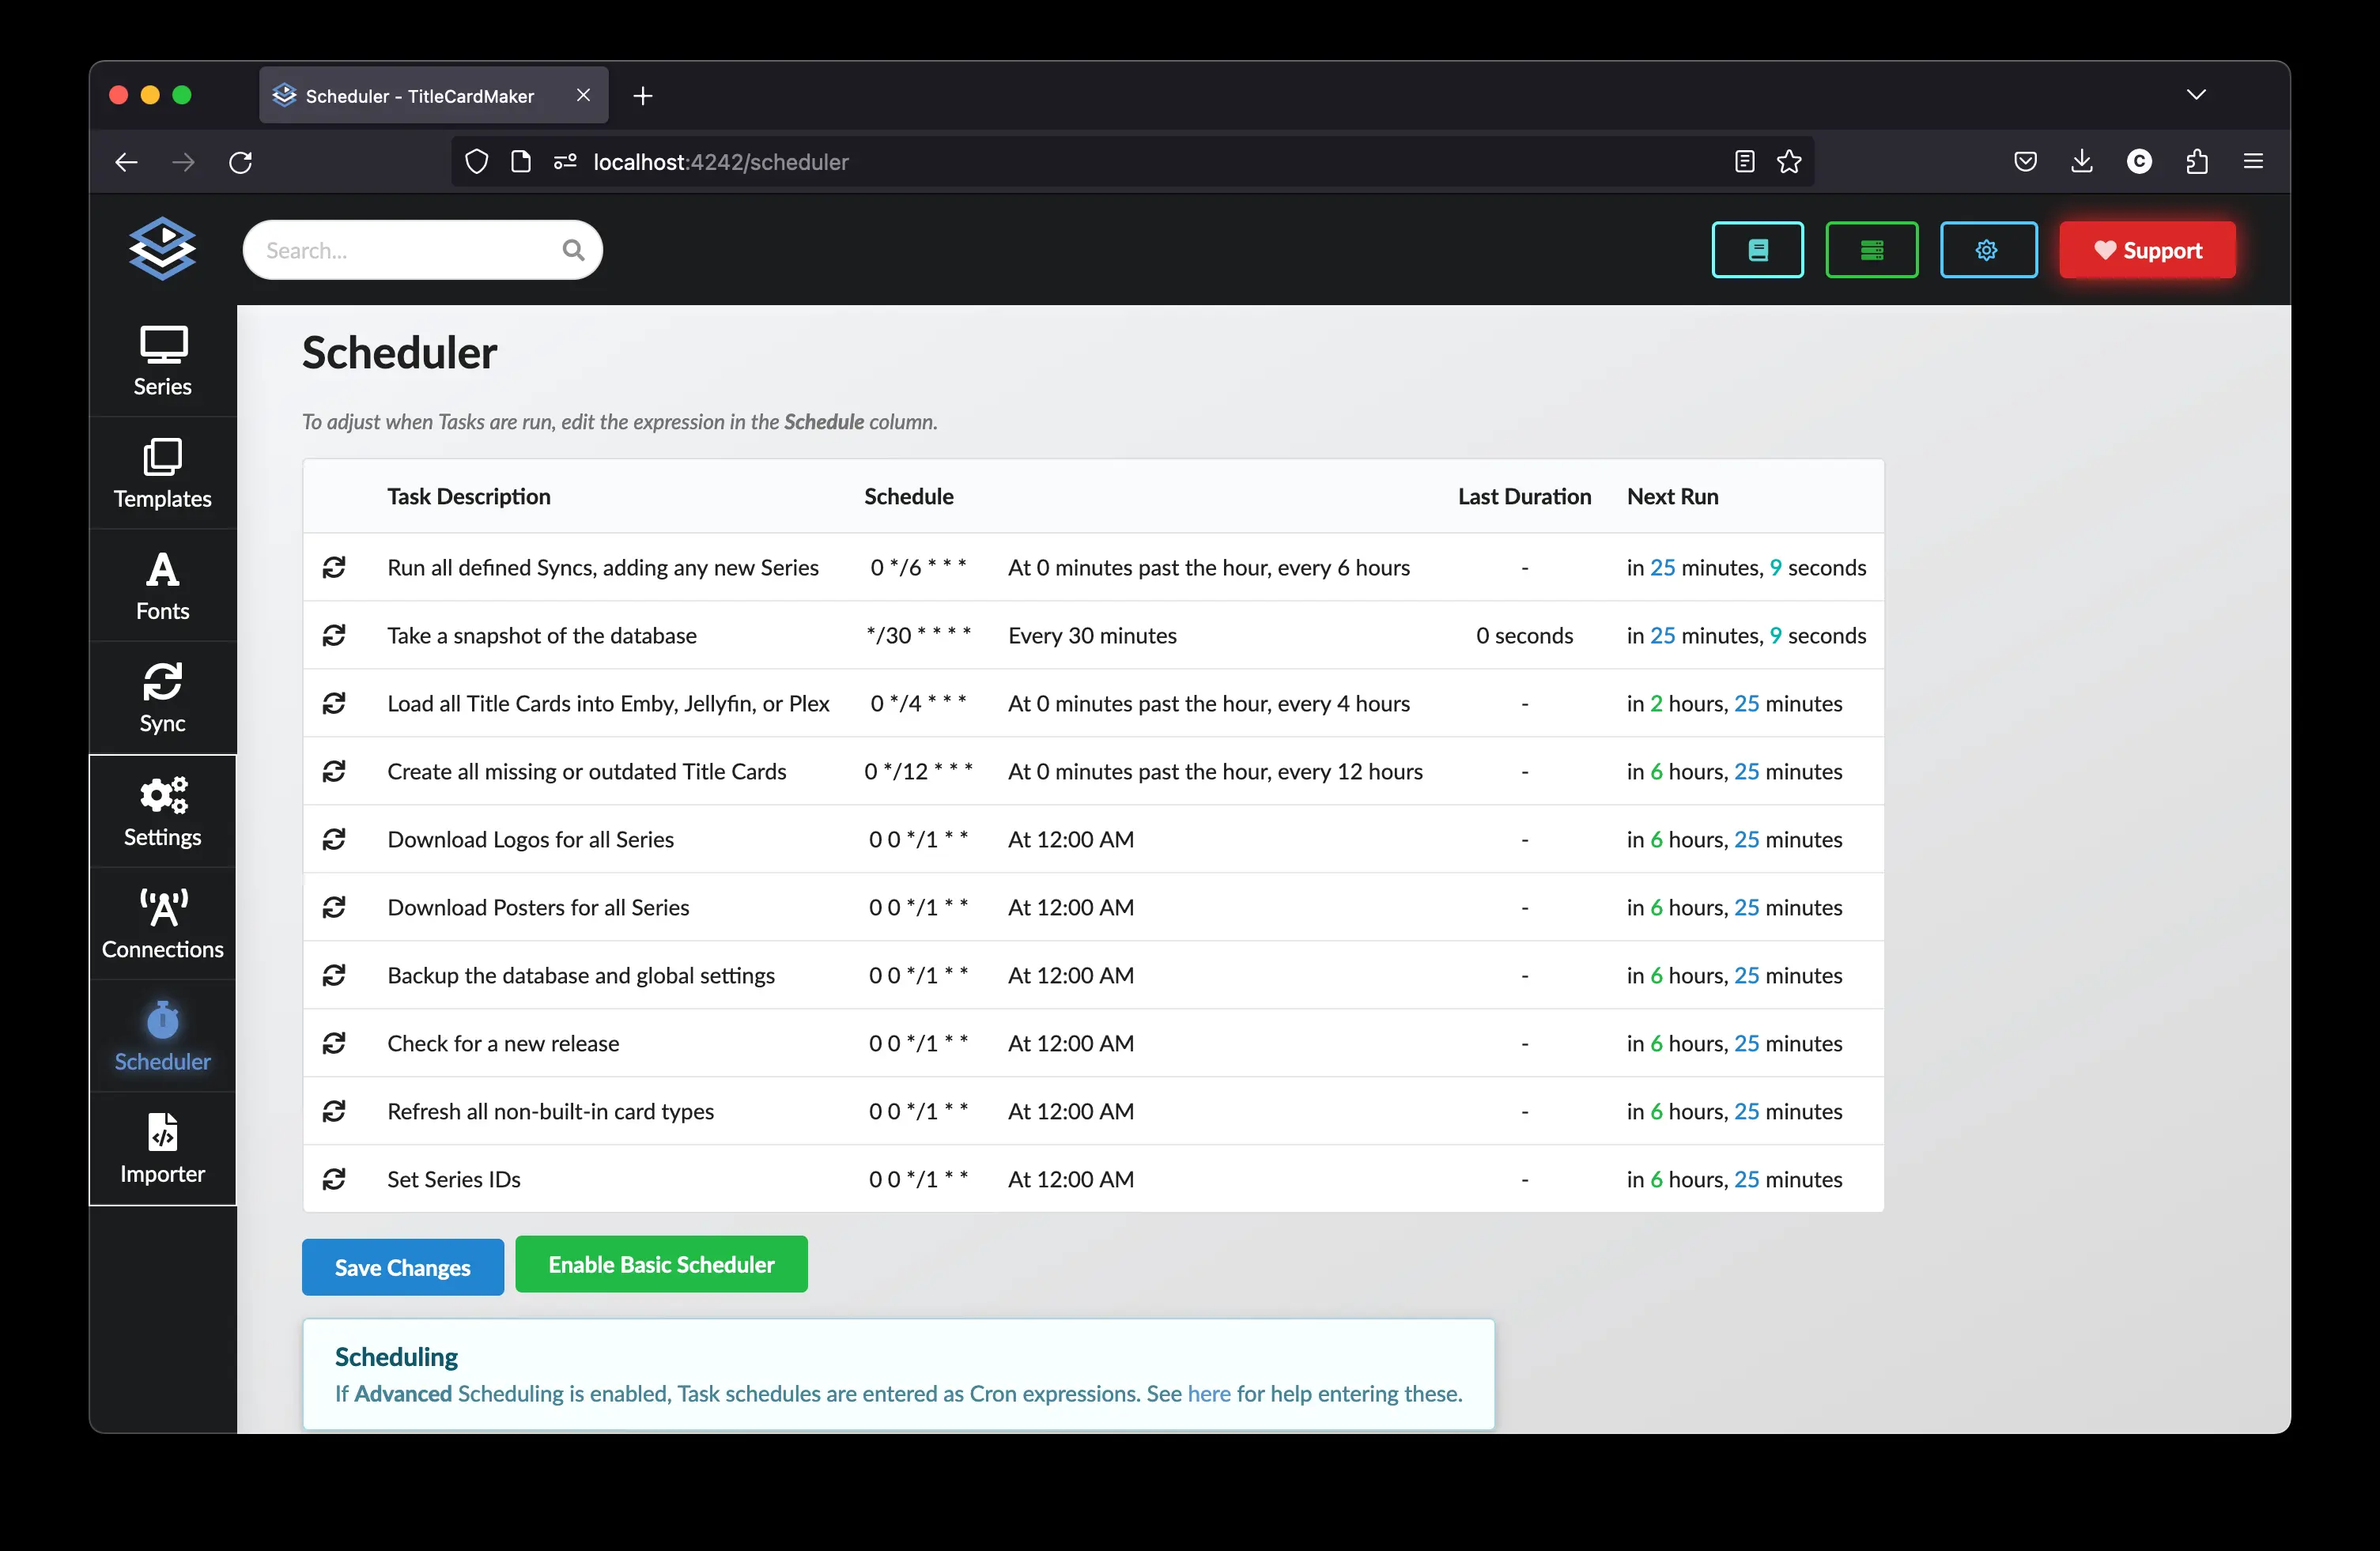 Scheduler - TitleCardMaker
localhost:4242/scheduler
C
Search...
Support
Series
Templates
Fonts
Sync
Settings
Connections
Scheduler
Importer
Scheduler
To adjust when Tasks are run, edit the expression in the Schedule column.
Task Description Schedule Last Duration Next Run
Run all defined Syncs, adding any new Series 0 */6 * * * At 0 minutes past the hour, every 6 hours - in 25 minutes, 9 seconds
Take a snapshot of the database */30 * * * * Every 30 minutes 0 seconds in 25 minutes, 9 seconds
Load all Title Cards into Emby, Jellyfin, or Plex 0 */4 * * * At 0 minutes past the hour, every 4 hours - in 2 hours, 25 minutes
Create all missing or outdated Title Cards 0 */12 * * * At 0 minutes past the hour, every 12 hours - in 6 hours, 25 minutes
Download Logos for all Series 0 0 */1 * * At 12:00 AM - in 6 hours, 25 minutes
Download Posters for all Series 0 0 */1 * * At 12:00 AM - in 6 hours, 25 minutes
Backup the database and global settings 0 0 */1 * * At 12:00 AM - in 6 hours, 25 minutes
Check for a new release 0 0 */1 * * At 12:00 AM - in 6 hours, 25 minutes
Refresh all non-built-in card types 0 0 */1 * * At 12:00 AM - in 6 hours, 25 minutes
Set Series IDs 0 0 */1 * * At 12:00 AM - in 6 hours, 25 minutes
Save Changes Enable Basic Scheduler
Scheduling
If Advanced Scheduling is enabled, Task schedules are entered as Cron expressions. See here for help entering these.